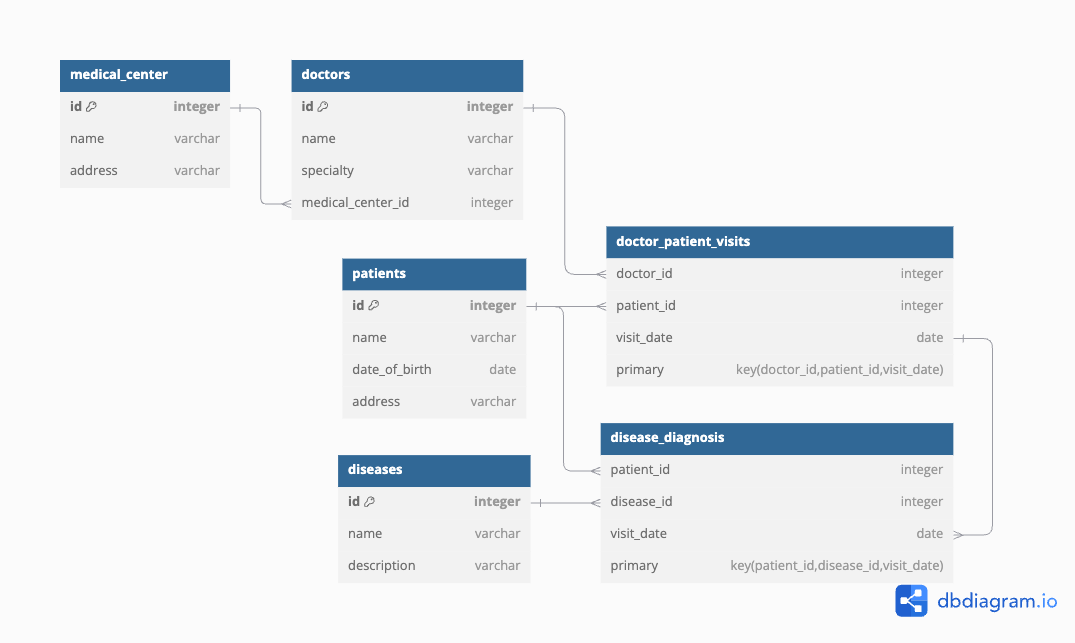 medical_center
id integer
name varchar
address varchar
doctors
id integer
name varchar
specialty varchar
medical_center_id integer
patients
id integer
name varchar
date_of_birth date
address varchar
doctor_patient_visits
doctor_id integer
patient_id integer
visit_date date
primary key(doctor_id,patient_id,visit_date)
diseases
id integer
name varchar
description varchar
disease_diagnosis
patient_id integer
disease_id integer
visit_date date
primary key(patient_id,disease_id,visit_date)
dbdiagram.io